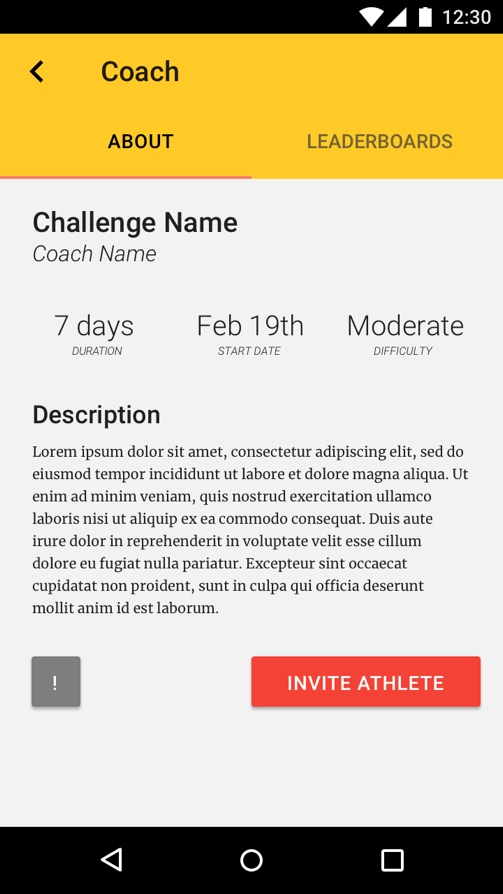 12:30
Coach
ABOUT LEADERBOARDS
Challenge Name
Coach Name
7 days Feb 19th Moderate
DURATION START DATE DIFFICULTY
Description
Lorem ipsum dolor sit amet, consectetur adipiscing elit, sed do
eiusmod tempor incididunt ut labore et dolore magna aliqua. Ut
enim ad minim veniam, quis nostrud exercitation ullamco
laboris nisi ut aliquip ex ea commodo consequat. Duis aute
irure dolor in reprehenderit in voluptate velit esse cillum
dolore eu fugiat nulla pariatur. Excepteur sint occaecat
cupidatat non proident, sunt in culpa qui officia deserunt
mollit anim id est laborum.
! INVITE ATHLETE